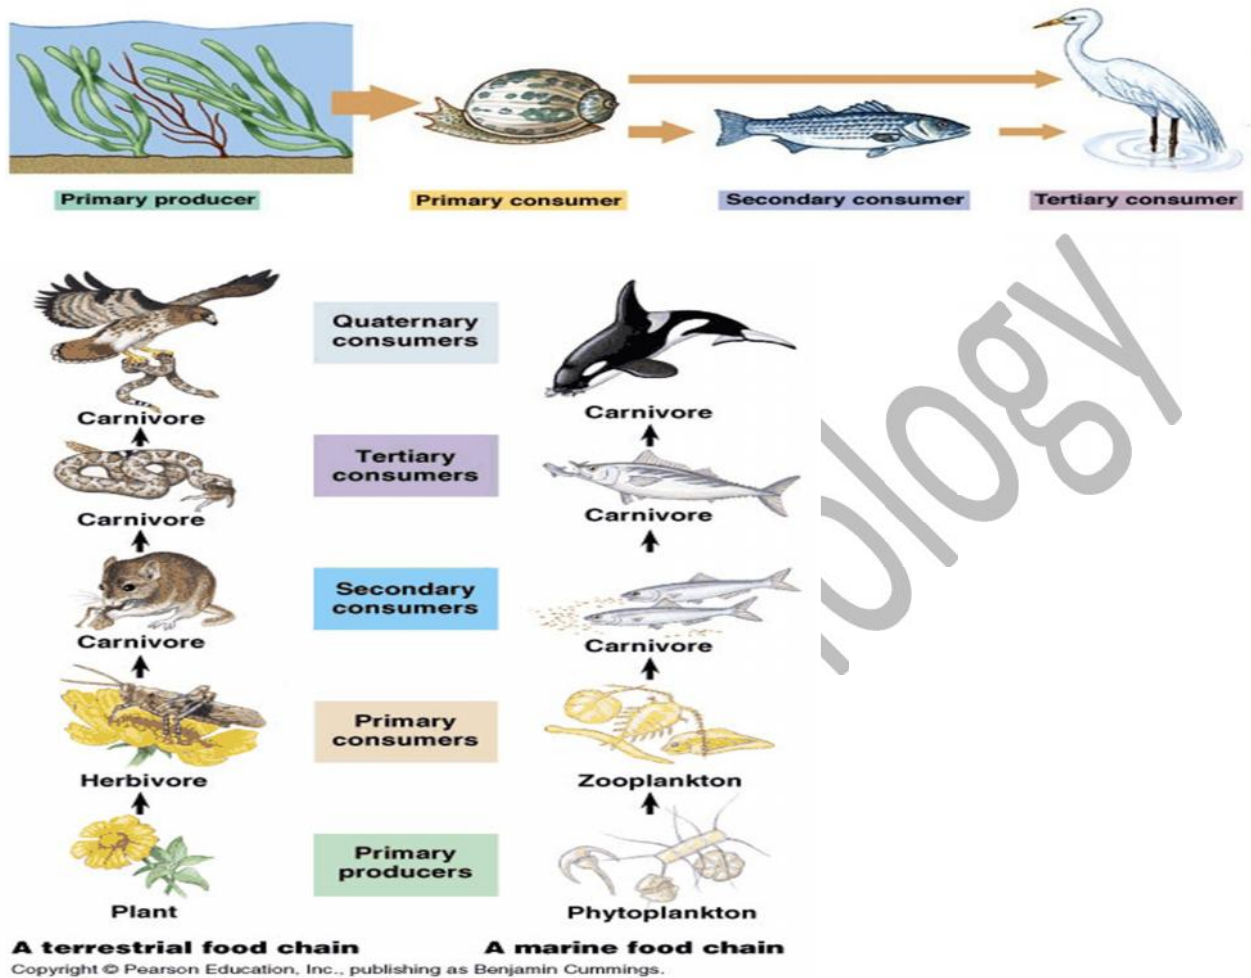 Primary producer
Primary consumer
Secondary consumer
Tertiary consumer
Quaternary
consumers
Carnivore
Carnivore
Tertiary
consumers
Carnivore
Carnivore
Secondary
consumers
Carnivore
Carnivore
Primary
consumers
Herbivore
Zooplankton
Primary
producers
Plant
Phytoplankton
A terrestrial food chain
A marine food chain
Copyright © Pearson Education, Inc., publishing as Benjamin Cummings.